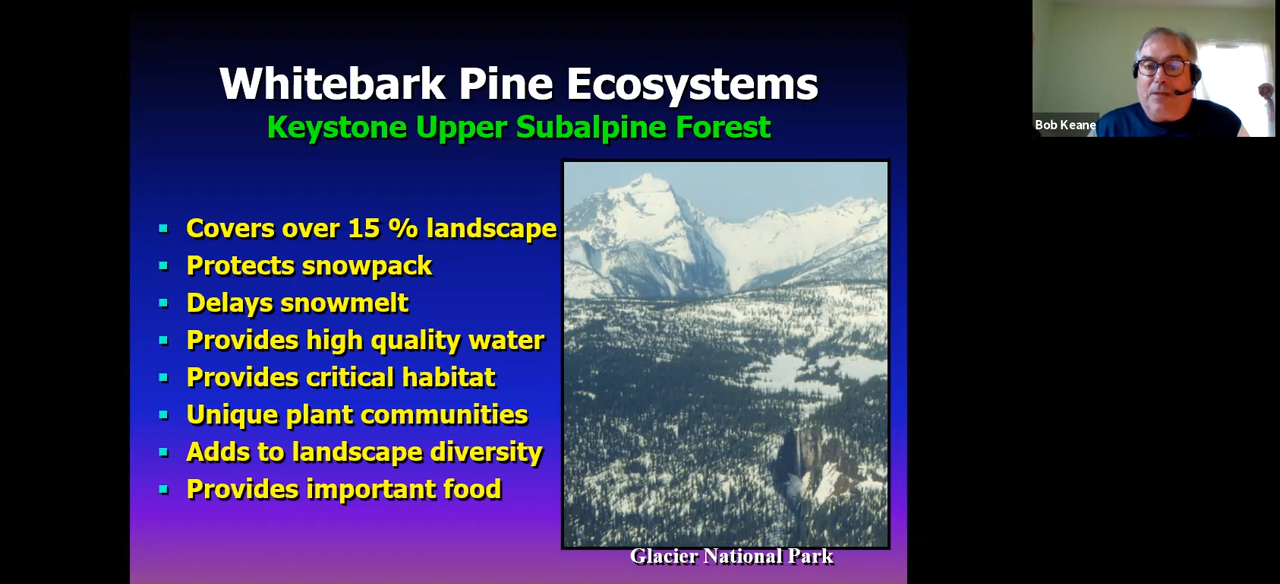 Whitebark Pine Ecosystems
Keystone Upper Subalpine Forest
Covers over 15 % landscape
Protects snowpack
Delays snowmelt
Provides high quality water
Provides critical habitat
Unique plant communities
Adds to landscape diversity
Provides important food
Glacier National Park
Bob Keane